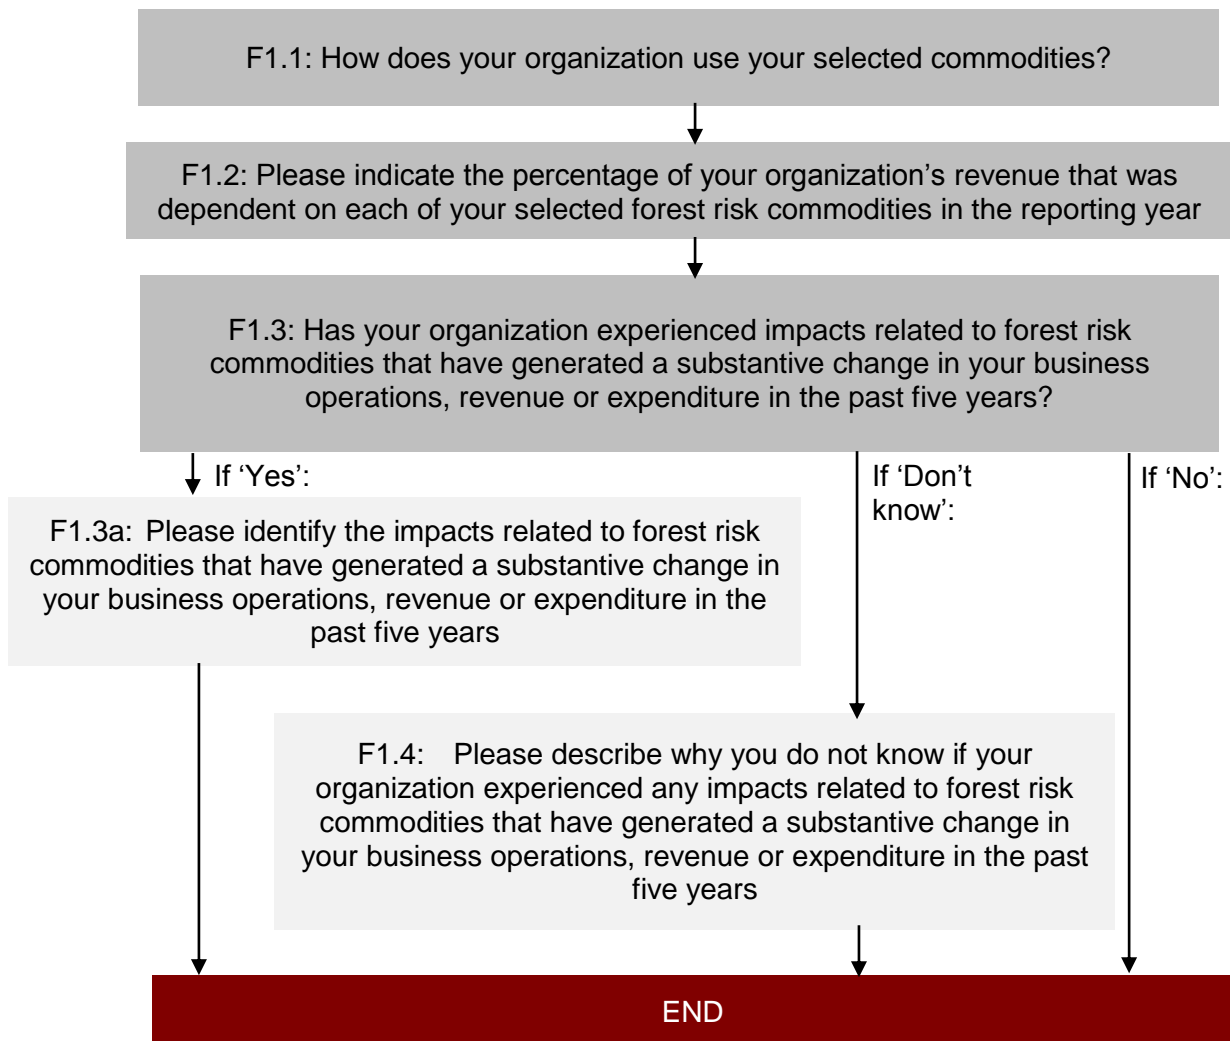 F1.1: How does your organization use your selected commodities?
F1.2: Please indicate the percentage of your organization’s revenue that was
dependent on each of your selected forest risk commodities in the reporting year
F1.3: Has your organization experienced impacts related to forest risk
commodities that have generated a substantive change in your business
operations, revenue or expenditure in the past five years?
If ‘Yes’:
If ‘Don’t
know’:
If ‘No’:
F1.3a: Please identify the impacts related to forest risk
commodities that have generated a substantive change in
your business operations, revenue or expenditure in the
past five years
F1.4: Please describe why you do not know if your
organization experienced any impacts related to forest risk
commodities that have generated a substantive change in
your business operations, revenue or expenditure in the past
five years
END